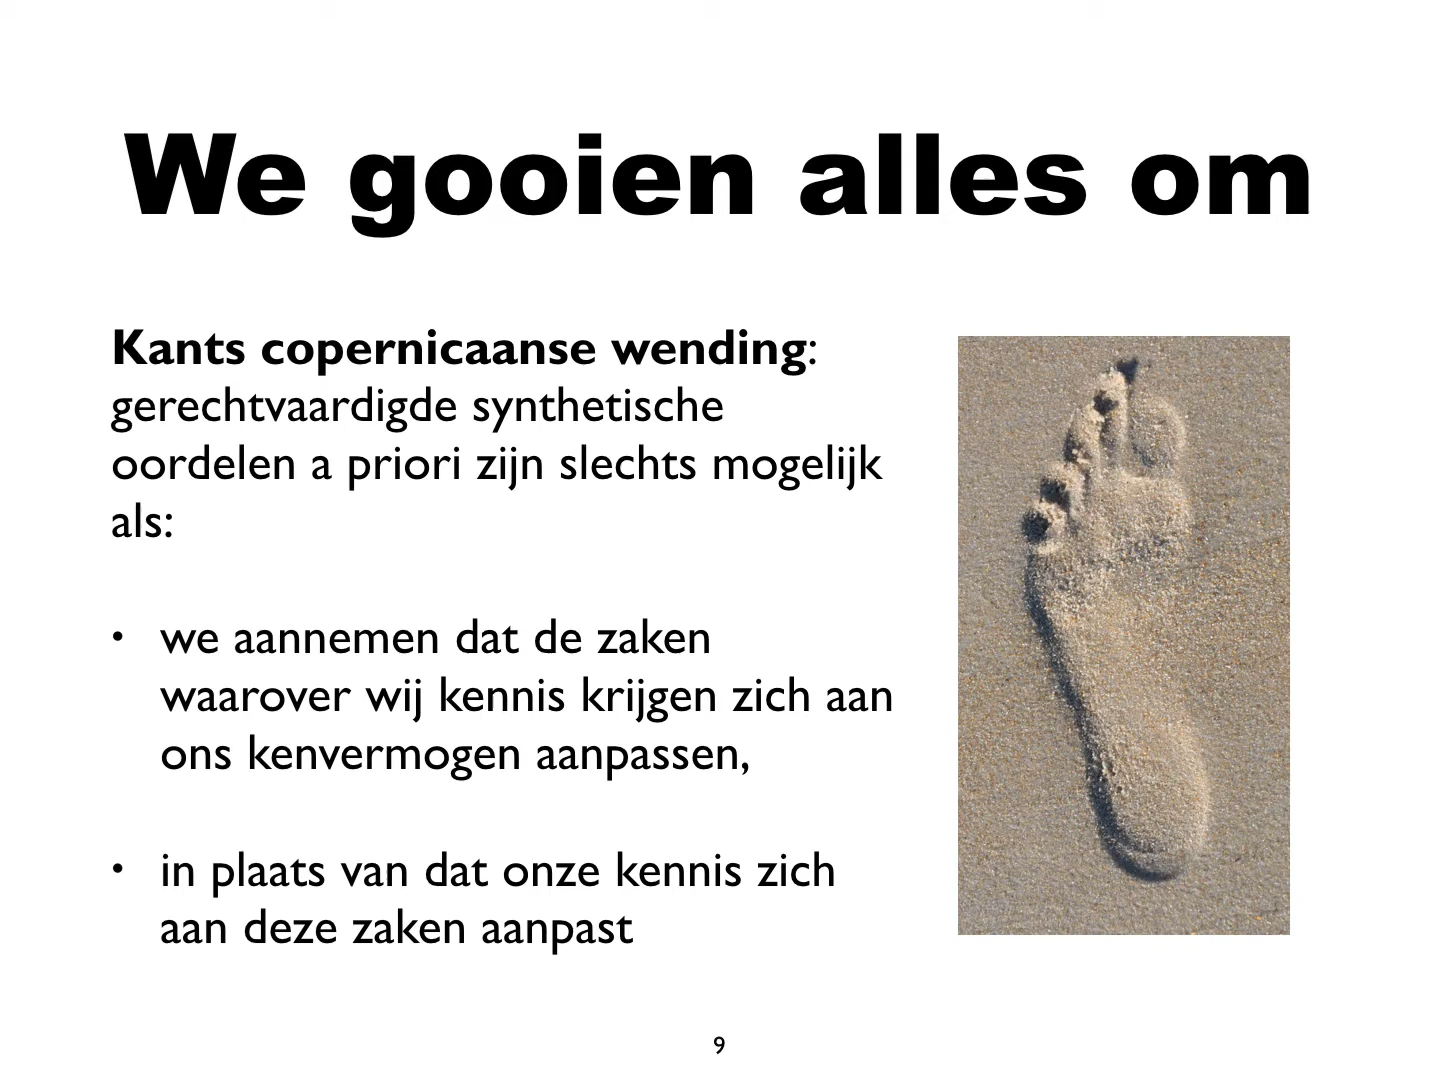 We gooien alles om
Kants copernicaanse wending:
gerechtvaardigde synthetische
oordelen a priori zijn slechts mogelijk
als:
• we aannemen dat de zaken
waarover wij kennis krijgen zich aan
ons kenvermogen aanpassen,
• in plaats van dat onze kennis zich
aan deze zaken aanpast
9